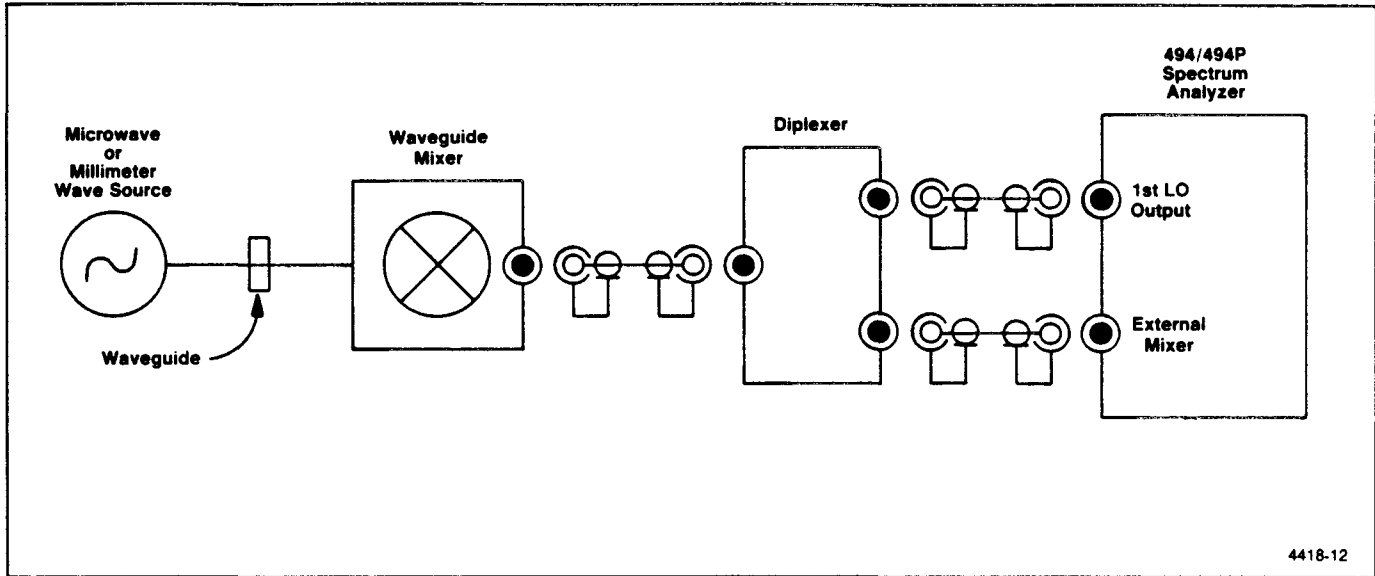 494/494P
Spectrum
Analyzer
Microwave
or
Millimeter
Wave Source
Waveguide
Mixer
Diplexer
1st LO
Output
Waveguide
External
Mixer
4418-12